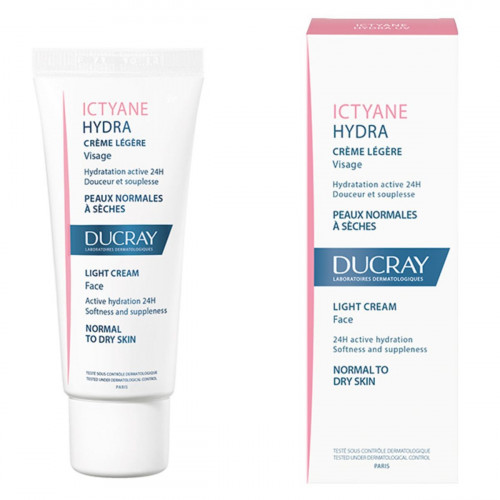 ICTYANE
HYDRA
CRÈME LÉGÈRE
Visage
Hydratation active 24H
Douceur et souplesse
PEAUX NORMALES
À SÈCHES
DUCRAY
LABORATOIRES DERMATOLOGIQUES
LIGHT CREAM
Face
Active hydration 24H
Softness and suppleness
NORMAL
TO DRY SKIN
TESTÉ SOUS CONTRÔLE DERMATOLOGIQUE
TESTED UNDER DERMATOLOGICAL CONTROL
PARIS
ICTYANE
HYDRA UV
ICTYANE
HYDRA
CRÈME LÉGÈRE
Visage
Hydratation active 24H
Douceur et souplesse
PEAUX NORMALES
À SÈCHES
DUCRAY
LABORATOIRES DERMATOLOGIQUES
LIGHT CREAM
Face
24H active hydration
Softness and suppleness
NORMAL TO
DRY SKIN
TESTÉ SOUS CONTRÔLE DERMATOLOGIQUE
TESTED UNDER DERMATOLOGICAL CONTROL
PARIS